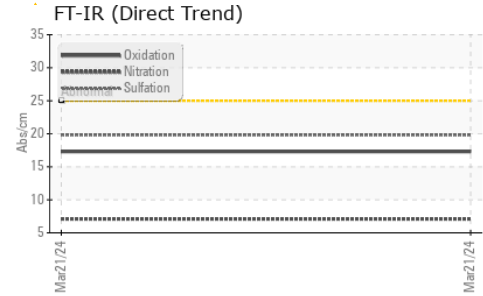 FT-IR (Direct Trend)
35
Oxidation
30
Nitration
Sulfation
Abnormal
25
Abs/cm
20
15
10
5
Mar21/24
Mar21/24